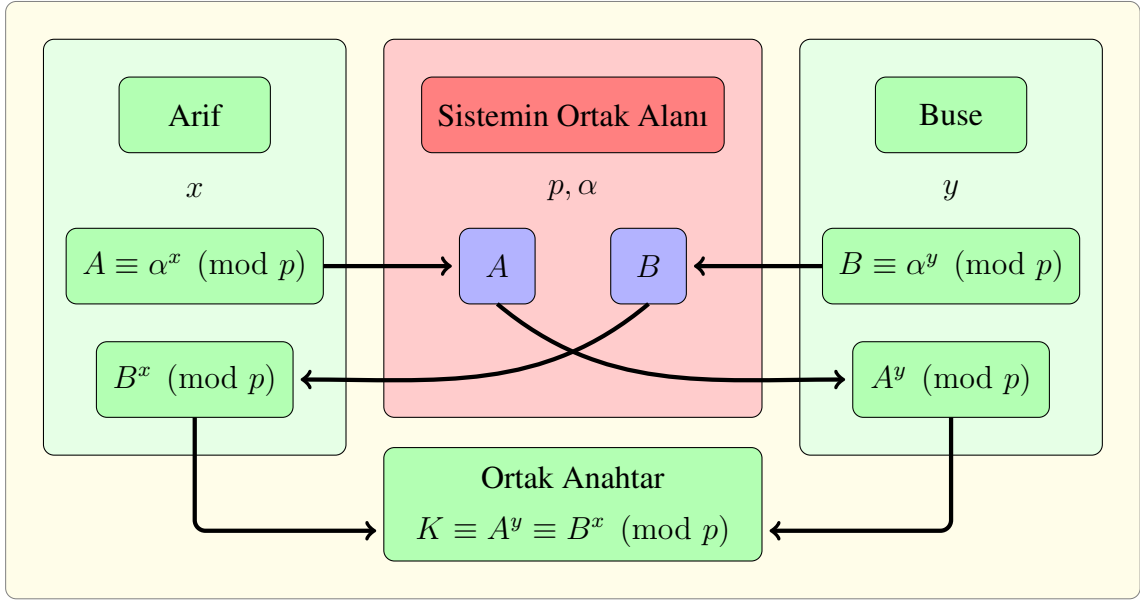 Arif
Sistemin Ortak Alanı
Buse
x
p, α
y
A ≡ α^x (mod p)
A
B
B ≡ α^y (mod p)
B^x (mod p)
A^y (mod p)
Ortak Anahtar
K ≡ A^y ≡ B^x (mod p)